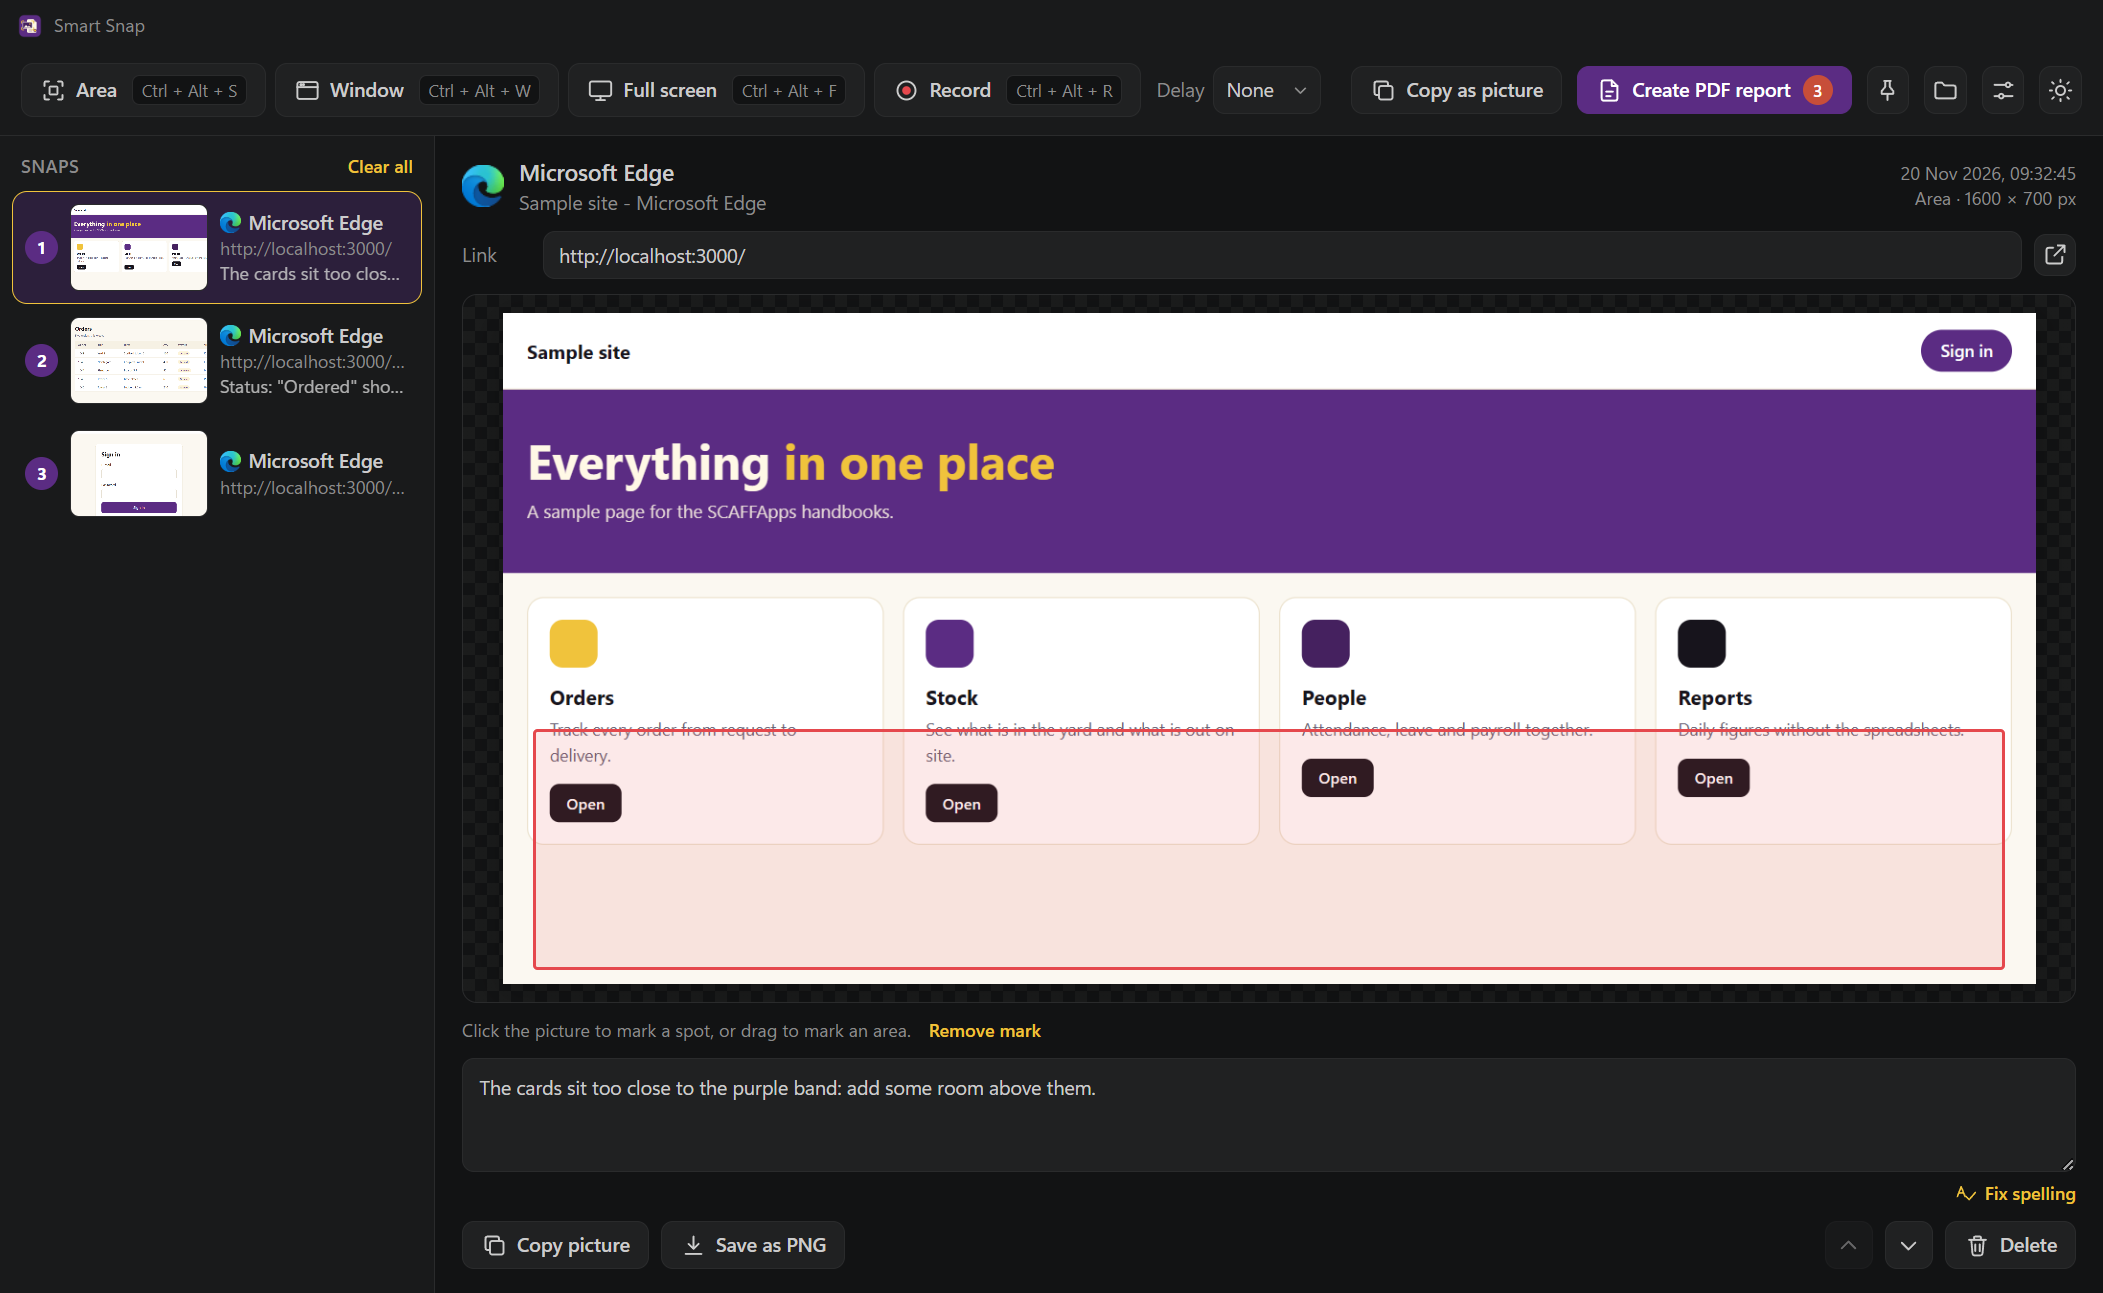 Smart Snap
Area Ctrl + Alt + S Window Ctrl + Alt + W Full screen Ctrl + Alt + F Record Ctrl + Alt + R Delay None Copy as picture Create PDF report 3
SNAPS Clear all
1
Everything in one place
Microsoft Edge
http://localhost:3000/
The cards sit too clos...
2
Orders
Microsoft Edge
http://localhost:3000/...
Status: "Ordered" sho...
3
Sign in
Microsoft Edge
http://localhost:3000/...
Microsoft Edge
Sample site - Microsoft Edge
20 Nov 2026, 09:32:45
Area · 1600 × 700 px
Link http://localhost:3000/
Sample site Sign in
Everything in one place
A sample page for the SCAFFApps handbooks.
Orders
Track every order from request to
delivery.
Open
Stock
See what is in the yard and what is out on
site.
Open
People
Attendance, leave and payroll together.
Open
Reports
Daily figures without the spreadsheets.
Open
Click the picture to mark a spot, or drag to mark an area. Remove mark
The cards sit too close to the purple band: add some room above them.
Fix spelling
Copy picture Save as PNG Delete